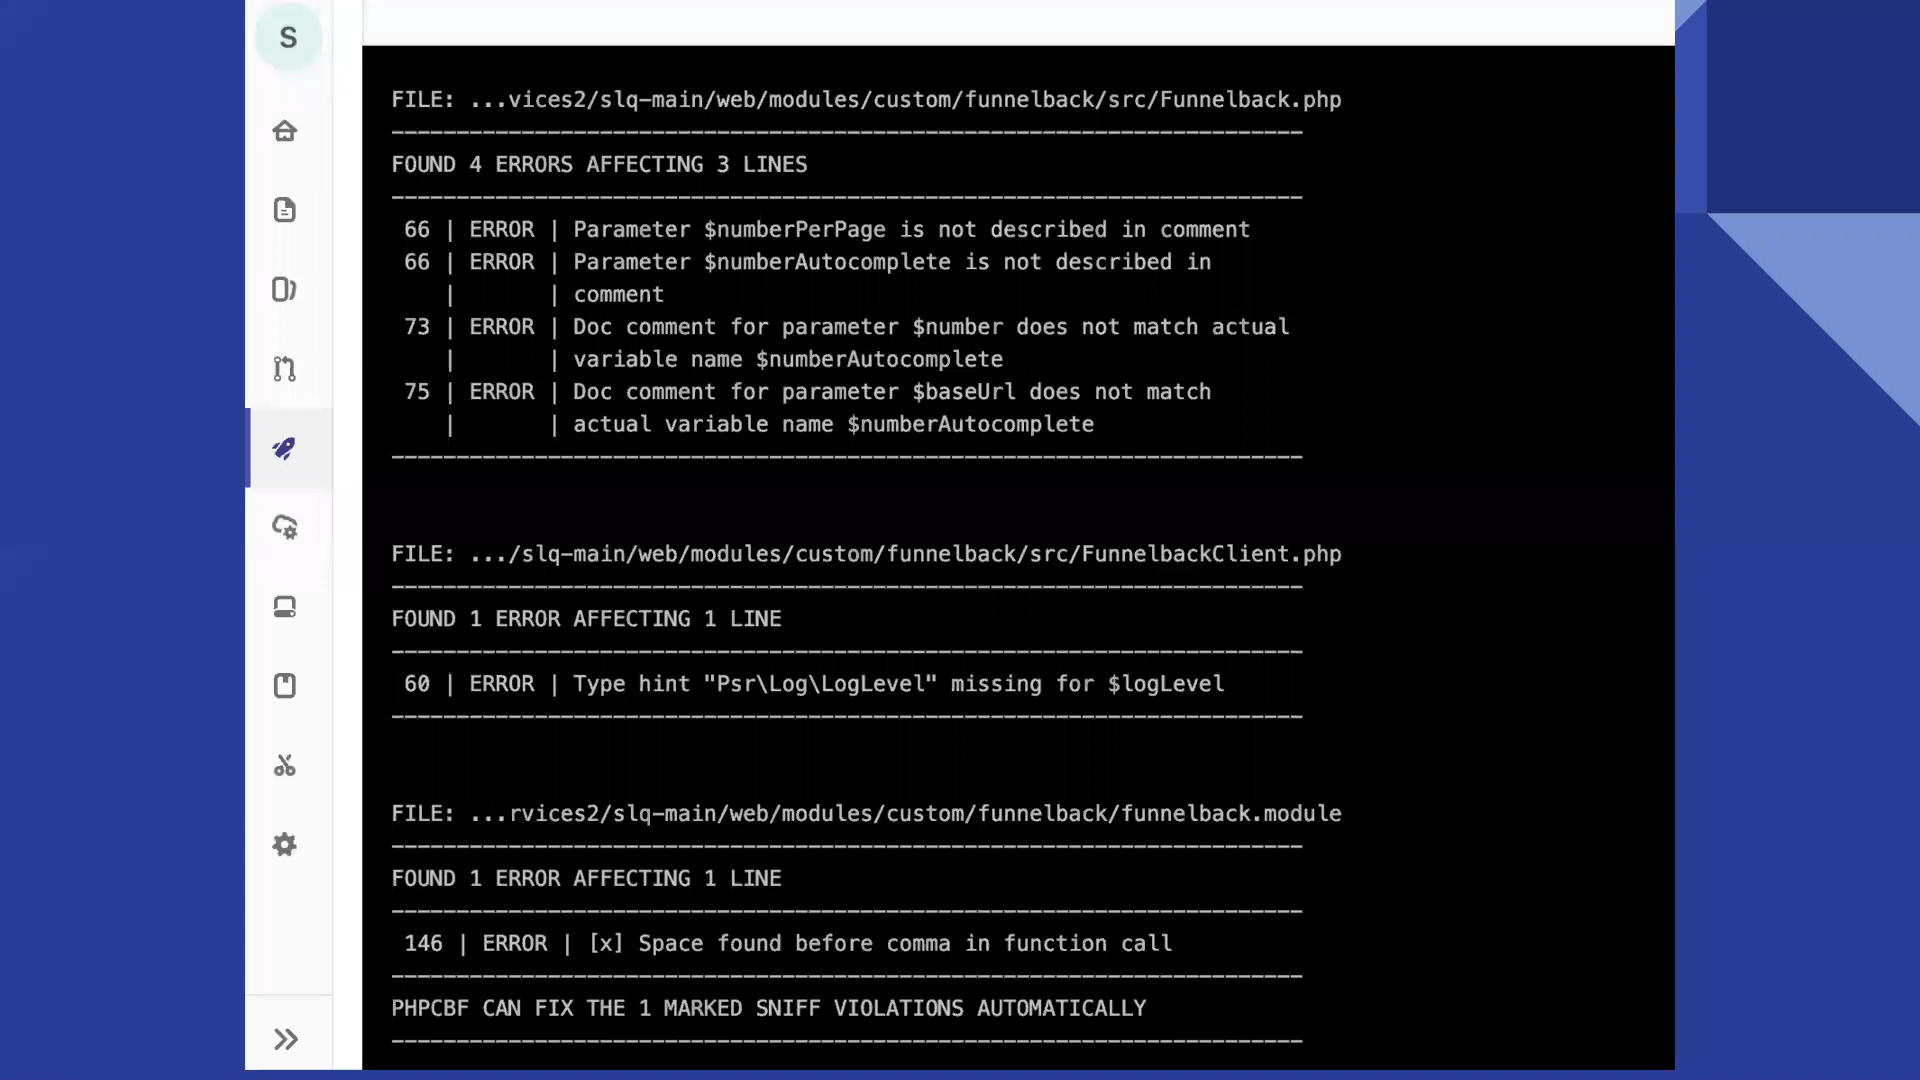 S
FILE: ...vices2/slq-main/web/modules/custom/funnelback/src/Funnelback.php
----------------------------------------------------------------------
FOUND 4 ERRORS AFFECTING 3 LINES
----------------------------------------------------------------------
66 | ERROR | Parameter $numberPerPage is not described in comment
66 | ERROR | Parameter $numberAutocomplete is not described in
| | comment
73 | ERROR | Doc comment for parameter $number does not match actual
| | variable name $numberAutocomplete
75 | ERROR | Doc comment for parameter $baseUrl does not match
| | actual variable name $numberAutocomplete
----------------------------------------------------------------------
FILE: .../slq-main/web/modules/custom/funnelback/src/FunnelbackClient.php
----------------------------------------------------------------------
FOUND 1 ERROR AFFECTING 1 LINE
----------------------------------------------------------------------
60 | ERROR | Type hint "Psr\Log\LogLevel" missing for $logLevel
----------------------------------------------------------------------
FILE: ...rvices2/slq-main/web/modules/custom/funnelback/funnelback.module
----------------------------------------------------------------------
FOUND 1 ERROR AFFECTING 1 LINE
----------------------------------------------------------------------
146 | ERROR | [x] Space found before comma in function call
----------------------------------------------------------------------
PHPCBF CAN FIX THE 1 MARKED SNIFF VIOLATIONS AUTOMATICALLY
----------------------------------------------------------------------